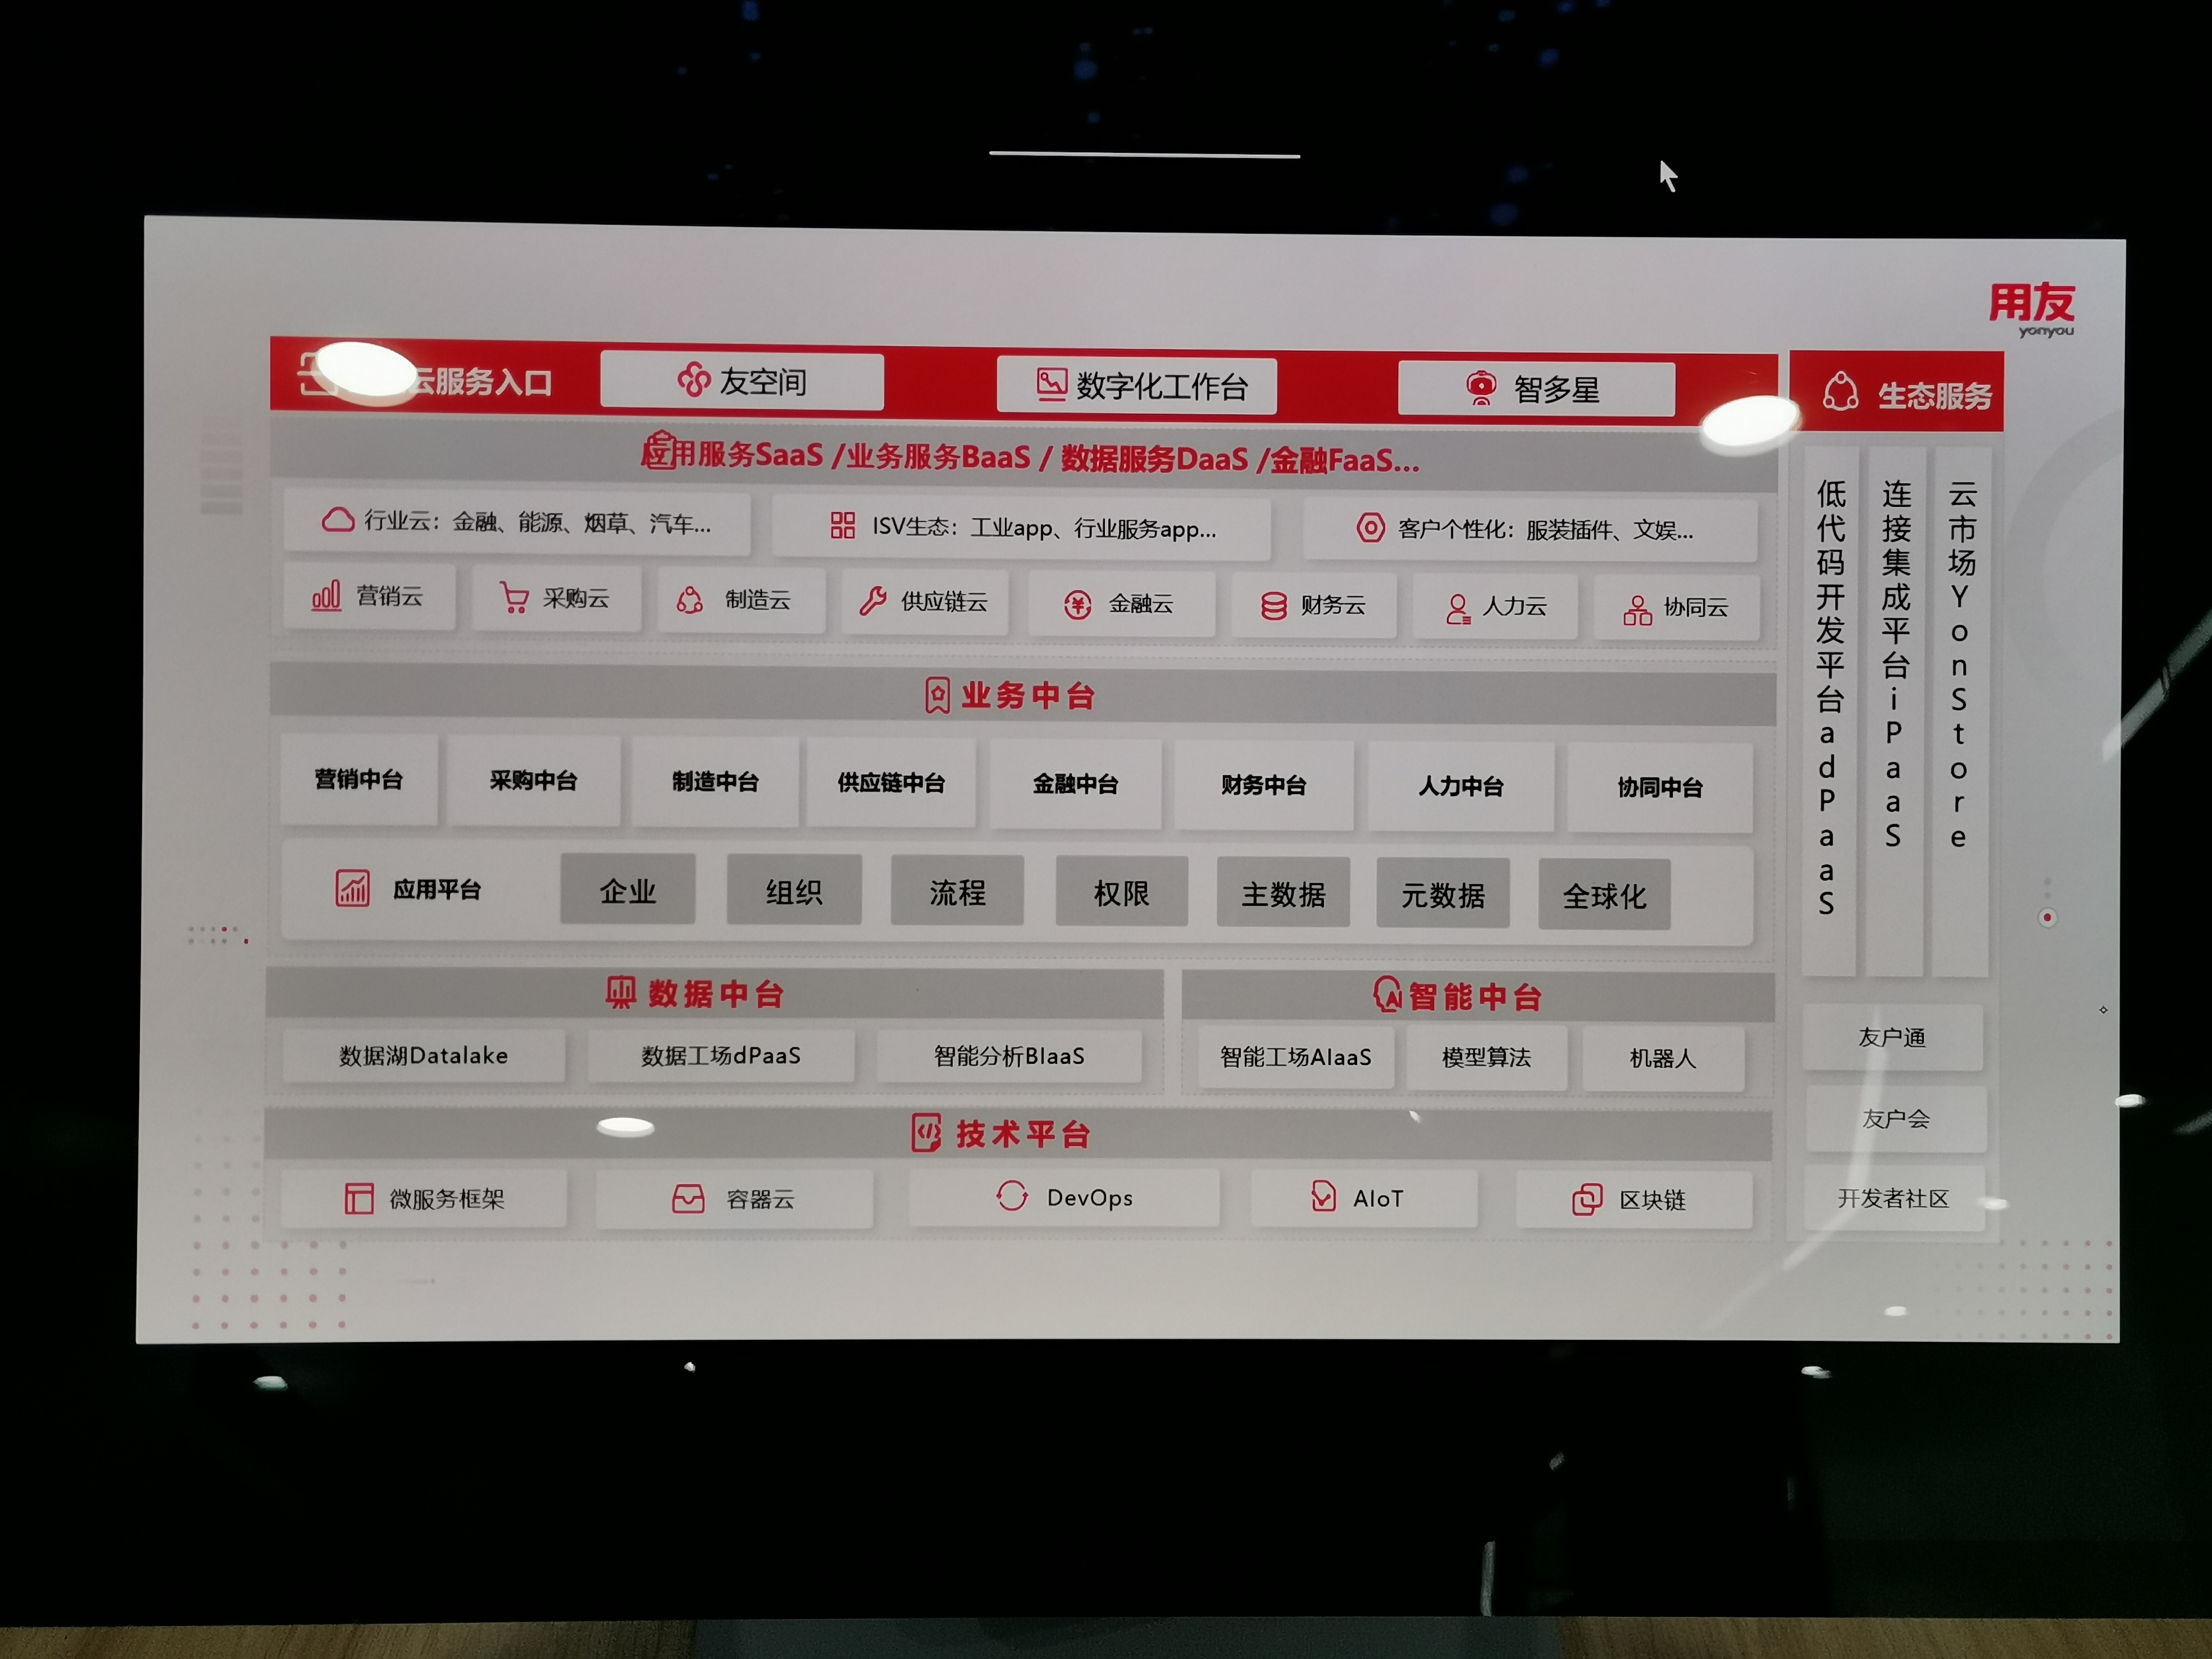 用友
yonyou
云服务入口
友空间
数字化工作台
智多星
生态服务
应用服务SaaS /业务服务BaaS / 数据服务DaaS /金融FaaS...
行业云：金融、能源、烟草、汽车...
ISV生态：工业app、行业服务app...
客户个性化：服装插件、文娱...
营销云
采购云
制造云
供应链云
金融云
财务云
人力云
协同云
业务中台
营销中台
采购中台
制造中台
供应链中台
金融中台
财务中台
人力中台
协同中台
应用平台
企业
组织
流程
权限
主数据
元数据
全球化
数据中台
数据湖Datalake
数据工场dPaaS
智能分析BIaaS
AI
智能中台
智能工场AIaaS
模型算法
机器人
技术平台
微服务框架
容器云
DevOps
AIoT
区块链
低代码开发平台adPaaS
连接集成平台iPaaS
云市场YonStore
友户通
友户会
开发者社区